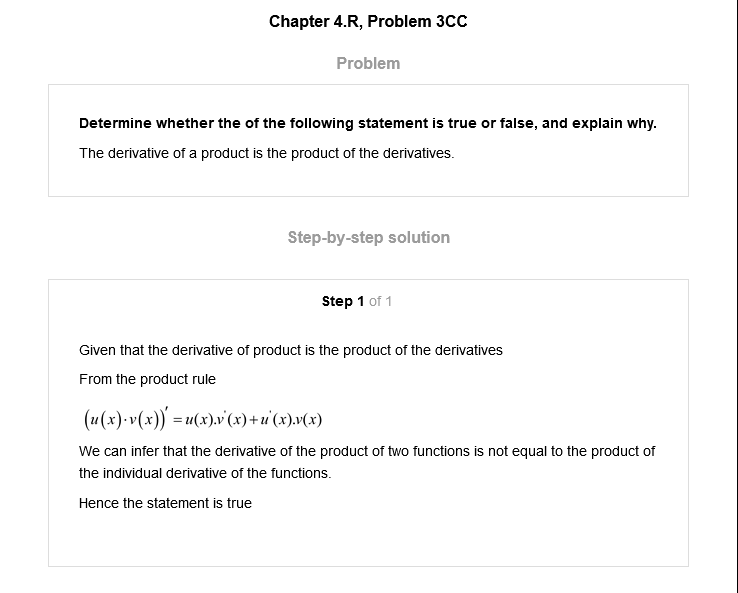 Chapter 4.R, Problem 3CC
Problem
Determine whether the of the following statement is true or false, and explain why.
The derivative of a product is the product of the derivatives.
Step-by-step solution
Step 1 of 1
Given that the derivative of product is the product of the derivatives
From the product rule
(u(x)·v(x))′ = u(x).v'(x)+u'(x).v(x)
We can infer that the derivative of the product of two functions is not equal to the product of
the individual derivative of the functions.
Hence the statement is true